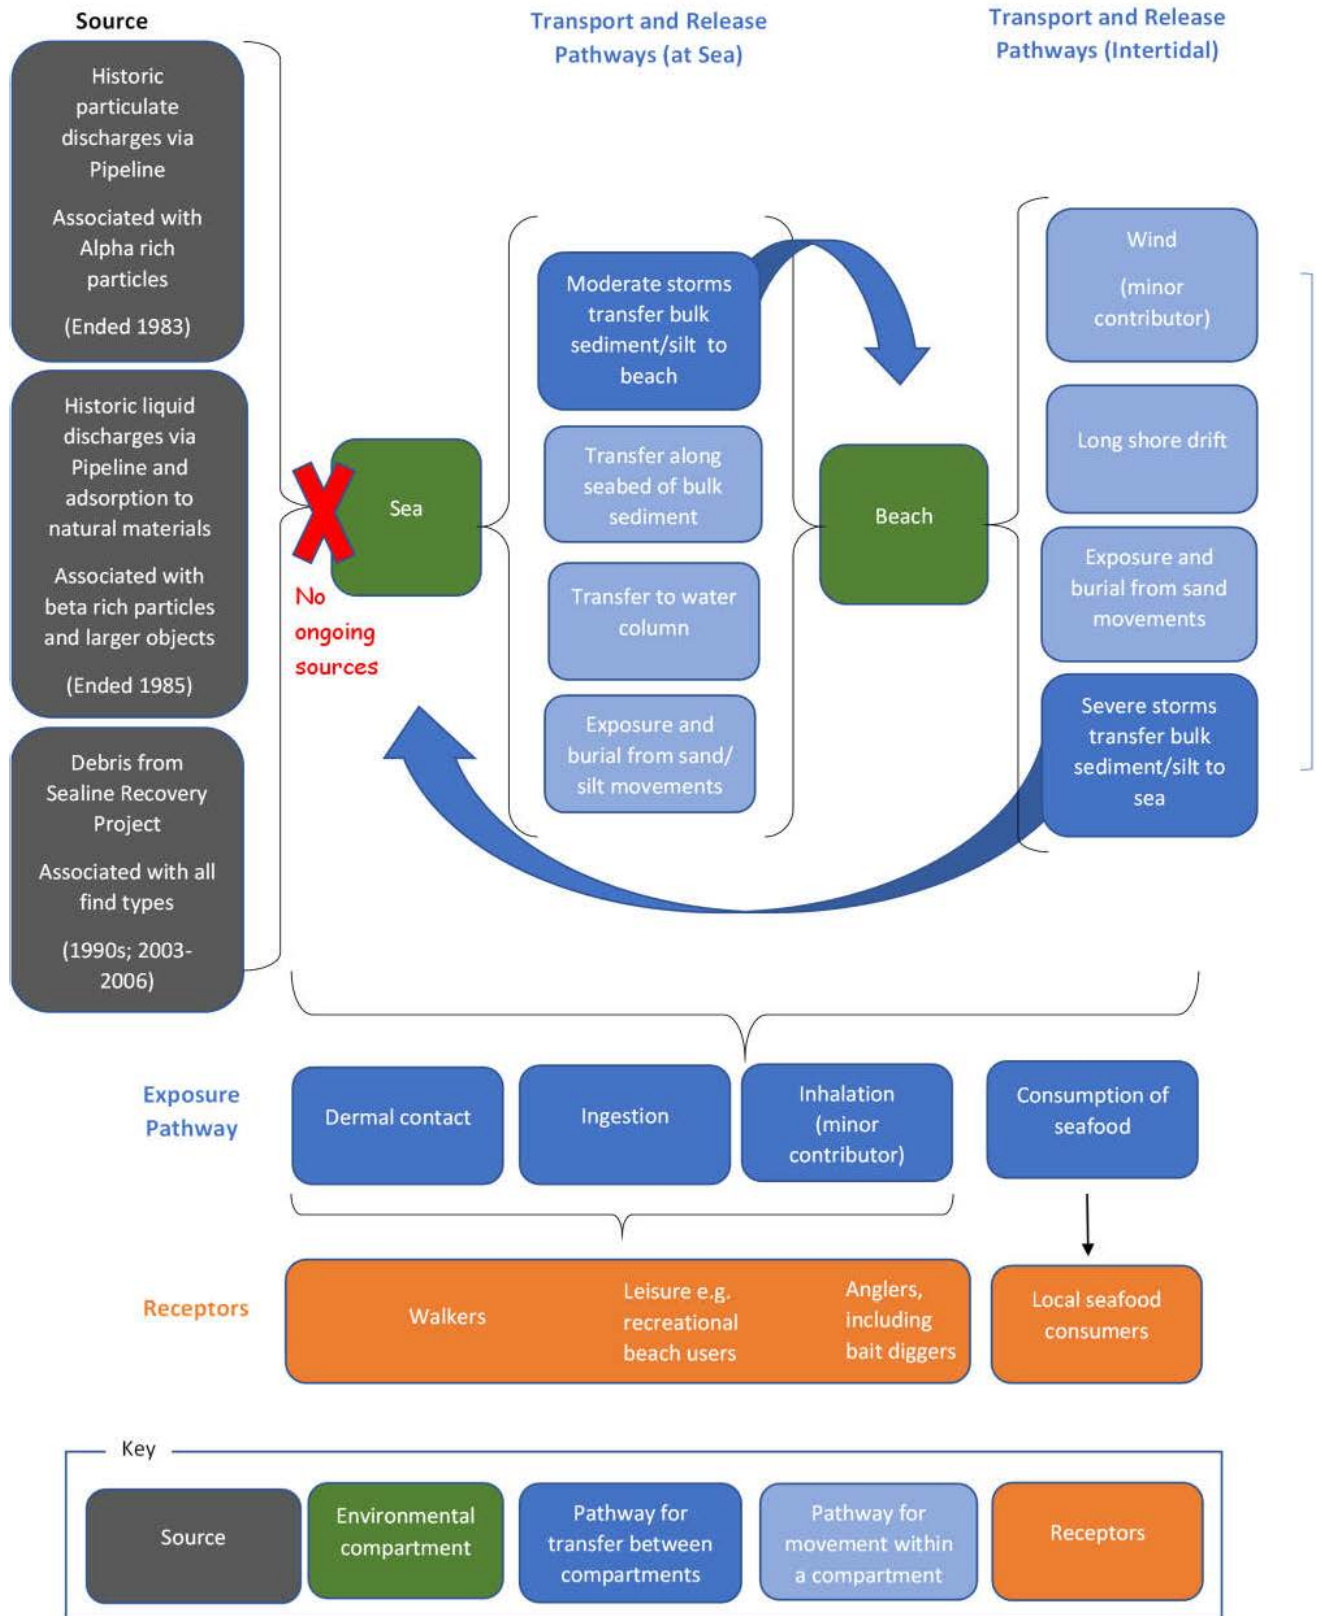 Source
Historic
particulate
discharges via
Pipeline
Associated with
Alpha rich
particles
(Ended 1983)
Historic liquid
discharges via
Pipeline and
adsorption to
natural materials
Associated with
beta rich particles
and larger objects
(Ended 1985)
Debris from
Sealine Recovery
Project
Associated with all
find types
(1990s; 2003-
2006)
No
ongoing
sources
Sea
Transport and Release
Pathways (at Sea)
Moderate storms
transfer bulk
sediment/silt to
beach
Transfer along
seabed of bulk
sediment
Transfer to water
column
Exposure and
burial from sand/
silt movements
Beach
Transport and Release
Pathways (Intertidal)
Wind
(minor
contributor)
Long shore drift
Exposure and
burial from sand
movements
Severe storms
transfer bulk
sediment/silt to
sea
Exposure
Pathway
Dermal contact
Ingestion
Inhalation
(minor
contributor)
Consumption of
seafood
Receptors
Walkers
Leisure e.g.
recreational
beach users
Anglers,
including
bait diggers
Local seafood
consumers
Key
Source
Environmental
compartment
Pathway for
transfer between
compartments
Pathway for
movement within
a compartment
Receptors